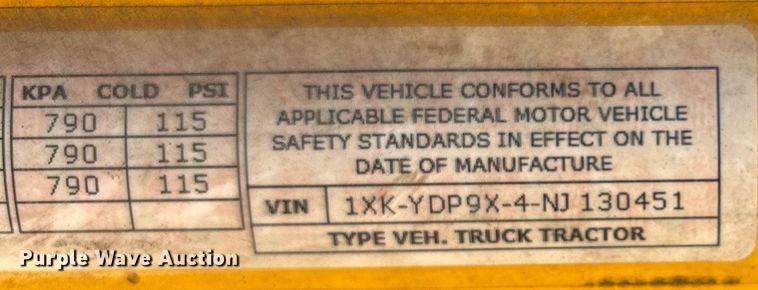 KPA COLD PSI
790 115
790 115
790 115
THIS VEHICLE CONFORMS TO ALL
APPLICABLE FEDERAL MOTOR VEHICLE
SAFETY STANDARDS IN EFFECT ON THE
DATE OF MANUFACTURE
VIN 1XK-YDP9X-4-NJ 130451
TYPE VEH. TRUCK TRACTOR
Purple Wave Auction